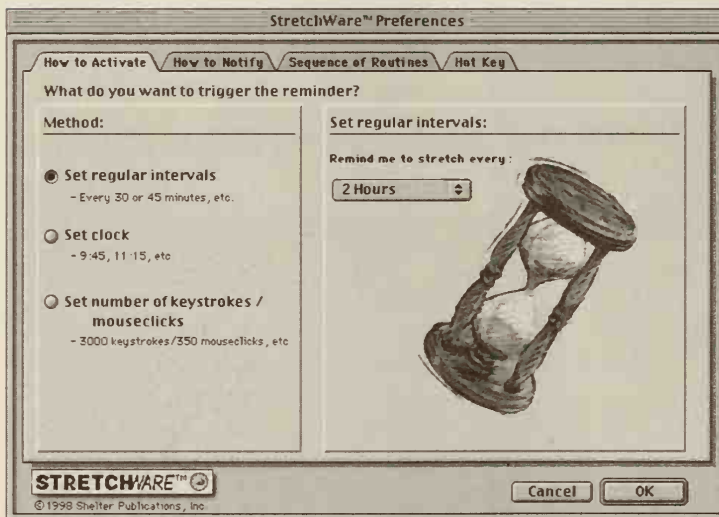 StretchWare™ Preferences
How to Activate
How to Notify
Sequence of Routines
Hot Key
What do you want to trigger the reminder?
Method:
Set regular intervals
- Every 30 or 45 minutes, etc.
Set clock
- 9:45, 11:15, etc
Set number of keystrokes /
mouseclicks
- 3000 keystrokes/350 mouseclicks, etc
Set regular intervals:
Remind me to stretch every:
2 Hours
STRETCHWARE™
©1998 Shelter Publications, Inc.
Cancel
OK